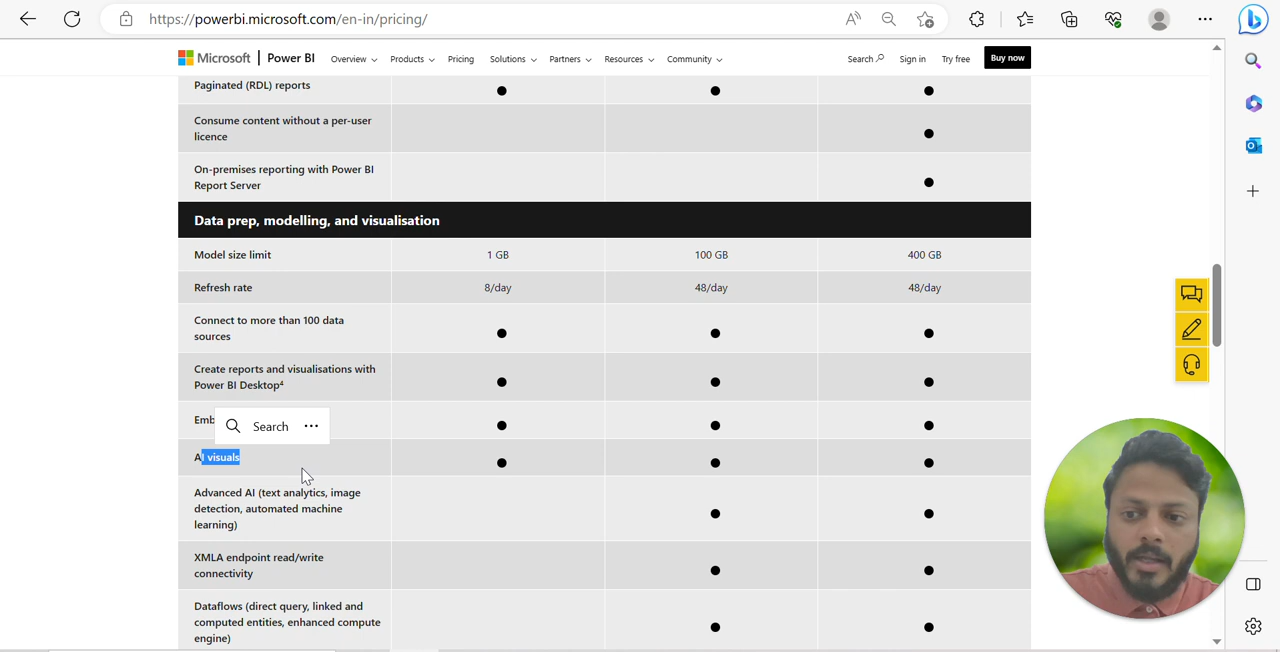 https://powerbi.microsoft.com/en-in/pricing/
Microsoft Power BI Overview Products Pricing Solutions Partners Resources Community Search Sign in Try free Buy now
Paginated (RDL) reports
Consume content without a per-user
licence
On-premises reporting with Power BI
Report Server
Data prep, modelling, and visualisation
Model size limit 1 GB 100 GB 400 GB
Refresh rate 8/day 48/day 48/day
Connect to more than 100 data
sources
Create reports and visualisations with
Power BI Desktop⁴
Emb
Search
AI visuals
Advanced AI (text analytics, image
detection, automated machine
learning)
XMLA endpoint read/write
connectivity
Dataflows (direct query, linked and
computed entities, enhanced compute
engine)